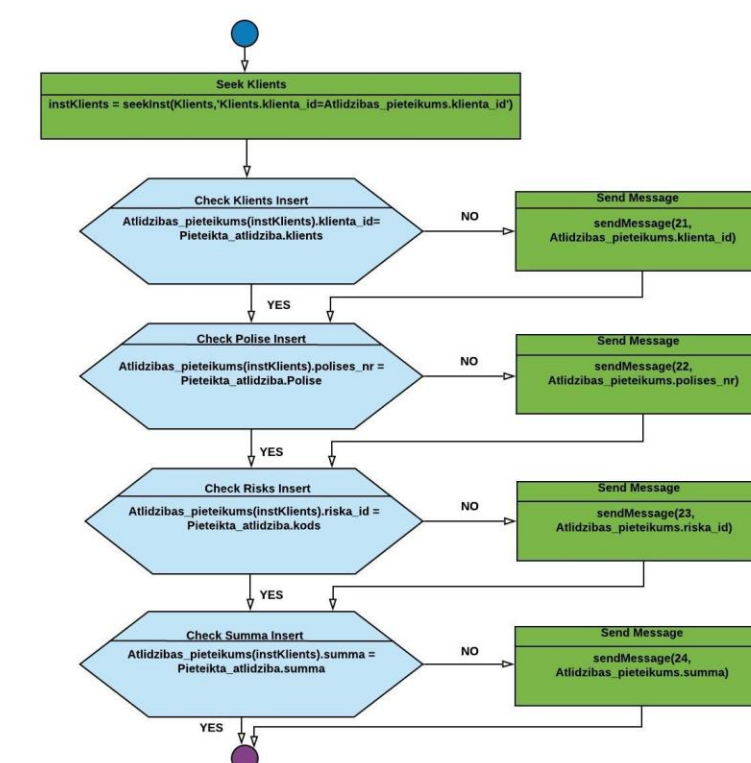 Seek Klients
instKlients = seekInst(Klients,'Klients.klienta_id=Atlidzibas_pieteikums.klienta_id')
Check Klients Insert
Atlidzibas_pieteikums(instKlients).klienta_id=
Pieteikta_atlidziba.klients
NO
Send Message
sendMessage(21,
Atlidzibas_pieteikums.klienta_id)
YES
Check Polise Insert
Atlidzibas_pieteikums(instKlients).polises_nr =
Pieteikta_atlidziba.Polise
NO
Send Message
sendMessage(22,
Atlidzibas_pieteikums.polises_nr)
YES
Check Risks Insert
Atlidzibas_pieteikums(instKlients).riska_id =
Pieteikta_atlidziba.kods
NO
Send Message
sendMessage(23,
Atlidzibas_pieteikums.riska_id)
YES
Check Summa Insert
Atlidzibas_pieteikums(instKlients).summa =
Pieteikta_atlidziba.summa
NO
Send Message
sendMessage(24,
Atlidzibas_pieteikums.summa)
YES